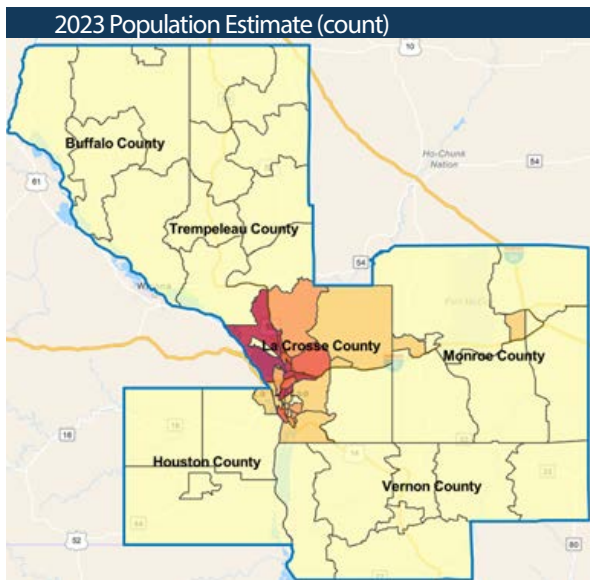 2023 Population Estimate (count)
10
Buffalo County
Ho-Chunk
Nation
54
61
Trempeleau County
54
La Crosse County
Monroe County
16
Houston County
Vernon County
52
80